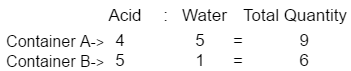 Acid : Water Total Quantity
Container A-> 4 5 = 9
Container B-> 5 1 = 6